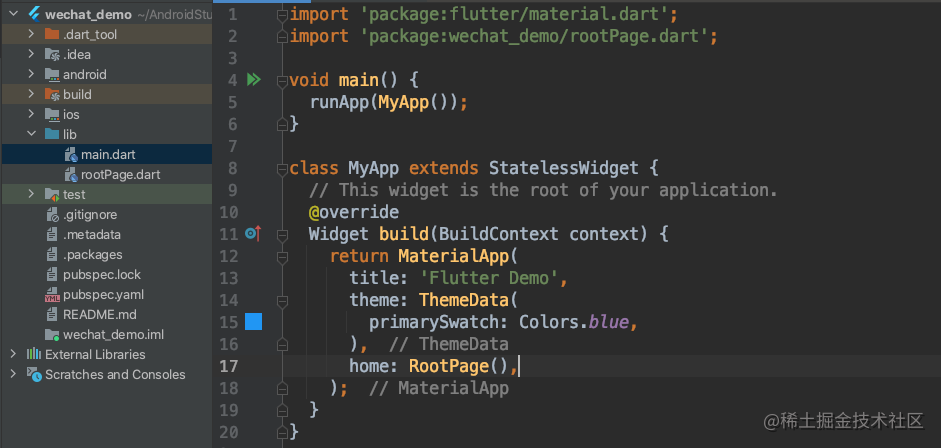 wechat_demo ~/AndroidStu
.dart_tool
.idea
android
build
ios
lib
main.dart
rootPage.dart
test
.gitignore
.metadata
.packages
pubspec.lock
pubspec.yaml
README.md
wechat_demo.iml
External Libraries
Scratches and Consoles
1 import 'package:flutter/material.dart';
2 import 'package:wechat_demo/rootPage.dart';
3
4 void main() {
5 runApp(MyApp());
6 }
7
8 class MyApp extends StatelessWidget {
9 // This widget is the root of your application.
10 @override
11 Widget build(BuildContext context) {
12 return MaterialApp(
13 title: 'Flutter Demo',
14 theme: ThemeData(
15 primarySwatch: Colors.blue,
16 ), // ThemeData
17 home: RootPage(),
18 ); // MaterialApp
19 }
20 }
@稀土掘金技术社区